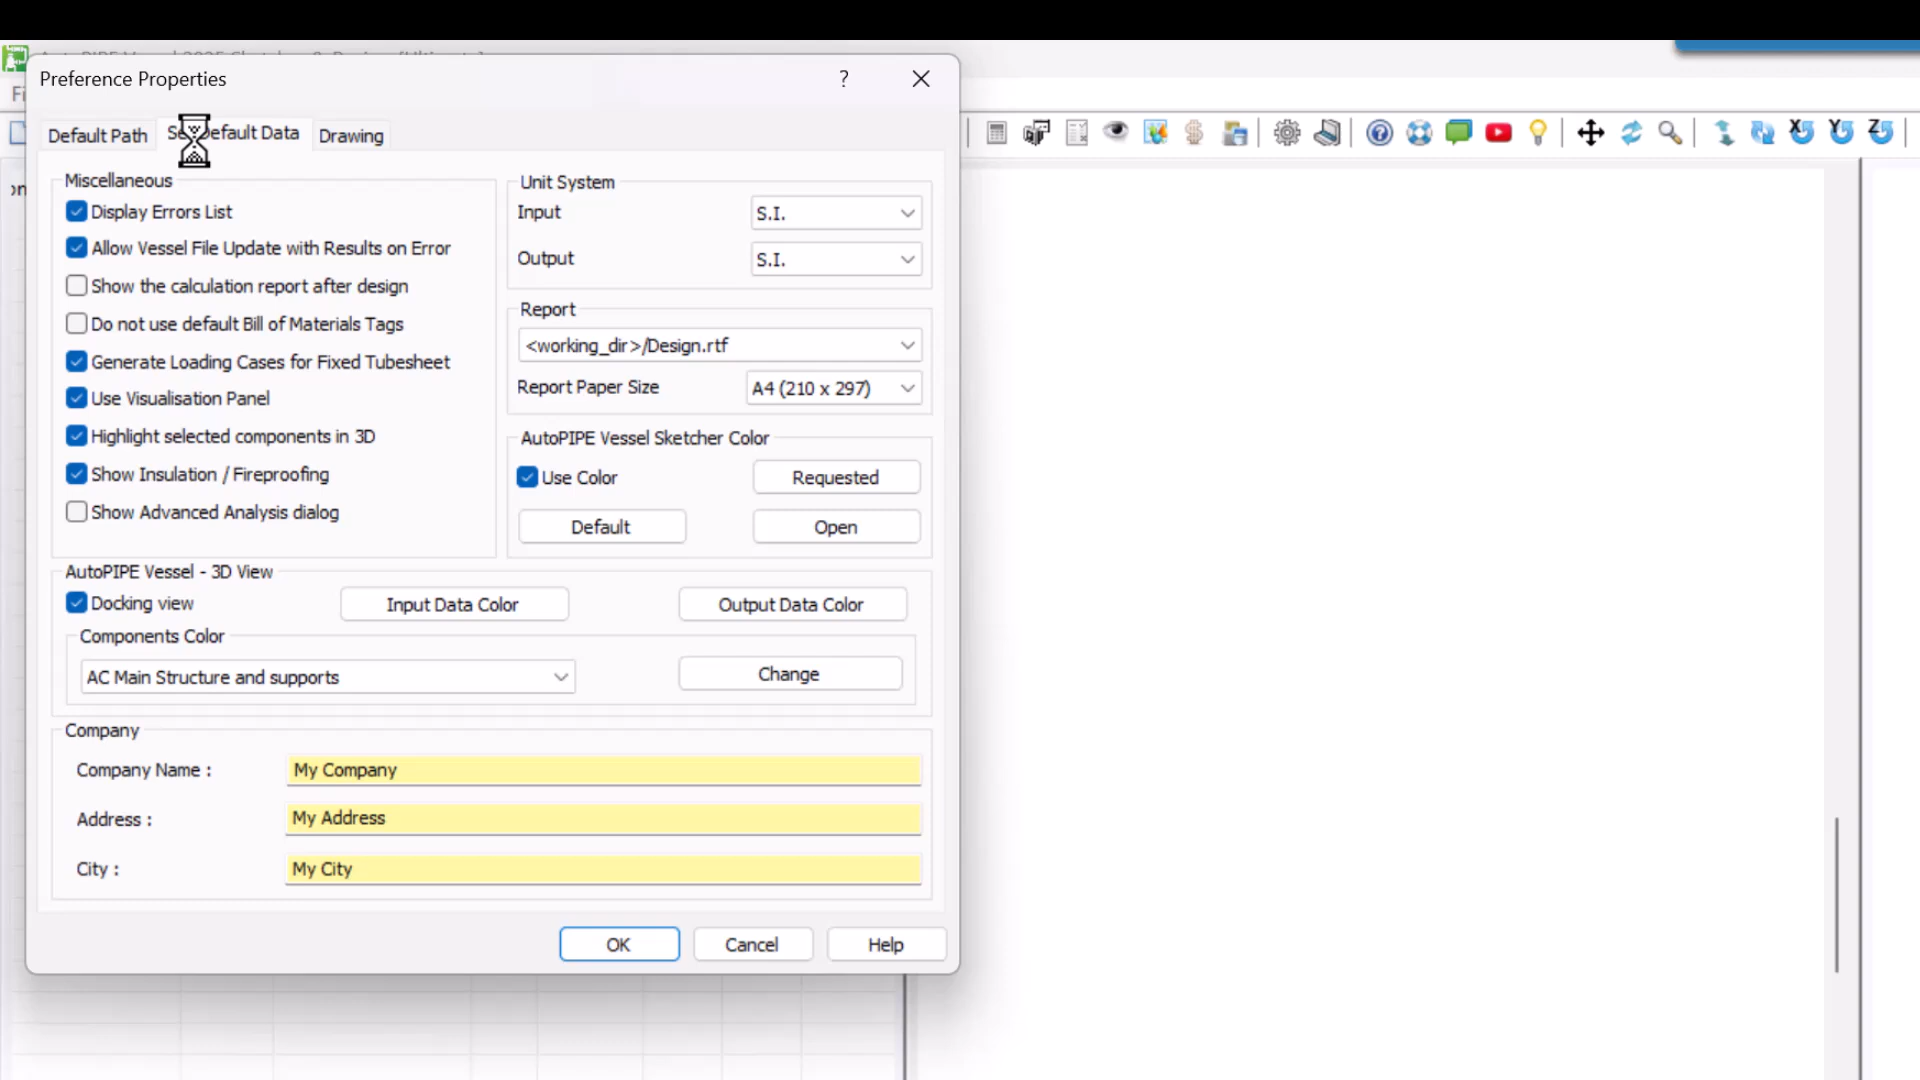 Preference Properties
?
Default Path
Default Data
Drawing
Miscellaneous
Display Errors List
Allow Vessel File Update with Results on Error
Show the calculation report after design
Do not use default Bill of Materials Tags
Generate Loading Cases for Fixed Tubesheet
Use Visualisation Panel
Highlight selected components in 3D
Show Insulation / Fireproofing
Show Advanced Analysis dialog
Unit System
Input
S.I.
Output
S.I.
Report
<working_dir>/Design.rtf
Report Paper Size
A4 (210 x 297)
AutoPIPE Vessel Sketcher Color
Use Color
Requested
Default
Open
AutoPIPE Vessel - 3D View
Docking view
Input Data Color
Output Data Color
Components Color
AC Main Structure and supports
Change
Company
Company Name :
My Company
Address :
My Address
City :
My City
OK
Cancel
Help
X
Y
Z